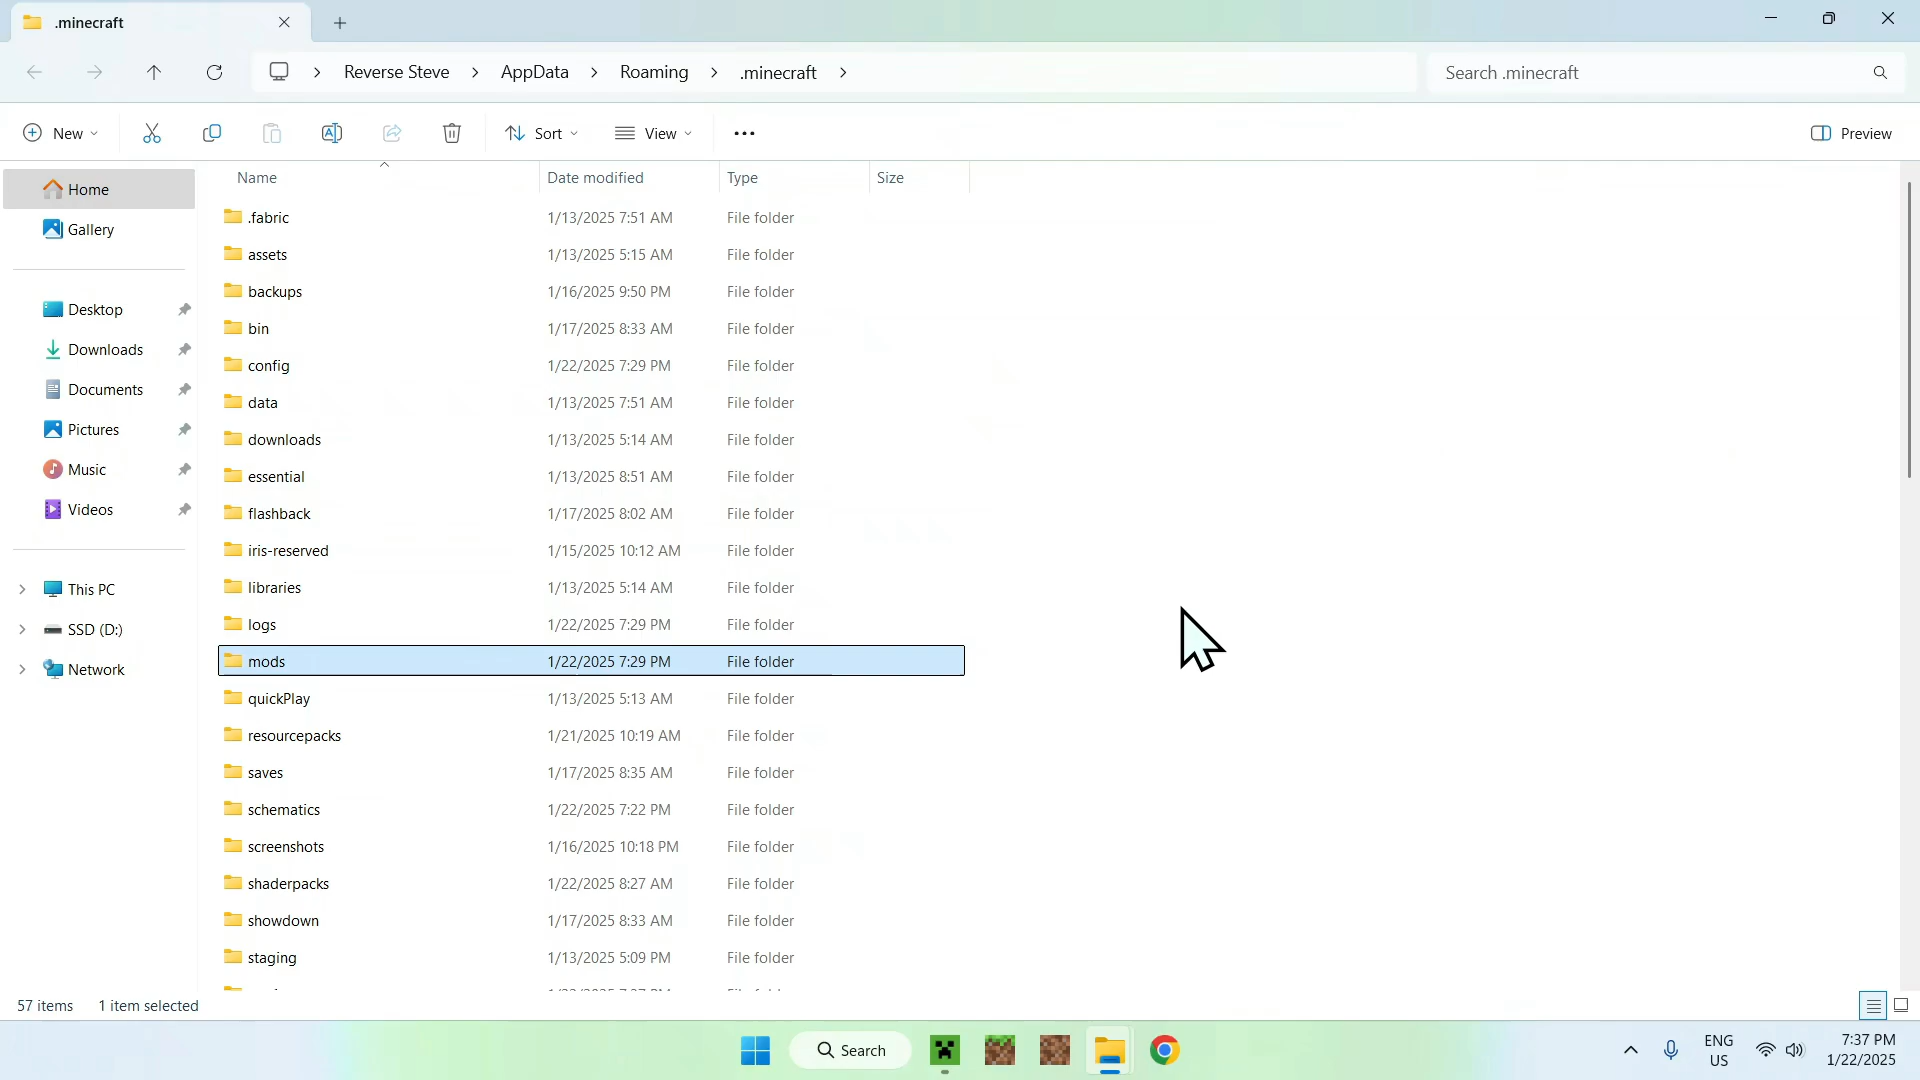 .minecraft
Reverse Steve
AppData
Roaming
.minecraft
Search .minecraft
New
Sort
View
Preview
Name
Date modified
Type
Size
Home
Gallery
Desktop
Downloads
Documents
Pictures
Music
Videos
This PC
SSD (D:)
Network
.fabric 1/13/2025 7:51 AM File folder
assets 1/13/2025 5:15 AM File folder
backups 1/16/2025 9:50 PM File folder
bin 1/17/2025 8:33 AM File folder
config 1/22/2025 7:29 PM File folder
data 1/13/2025 7:51 AM File folder
downloads 1/13/2025 5:14 AM File folder
essential 1/13/2025 8:51 AM File folder
flashback 1/17/2025 8:02 AM File folder
iris-reserved 1/15/2025 10:12 AM File folder
libraries 1/13/2025 5:14 AM File folder
logs 1/22/2025 7:29 PM File folder
mods 1/22/2025 7:29 PM File folder
quickPlay 1/13/2025 5:13 AM File folder
resourcepacks 1/21/2025 10:19 AM File folder
saves 1/17/2025 8:35 AM File folder
schematics 1/22/2025 7:22 PM File folder
screenshots 1/16/2025 10:18 PM File folder
shaderpacks 1/22/2025 8:27 AM File folder
showdown 1/17/2025 8:33 AM File folder
staging 1/13/2025 5:09 PM File folder
57 items
1 item selected
Search
ENG
US
7:37 PM
1/22/2025